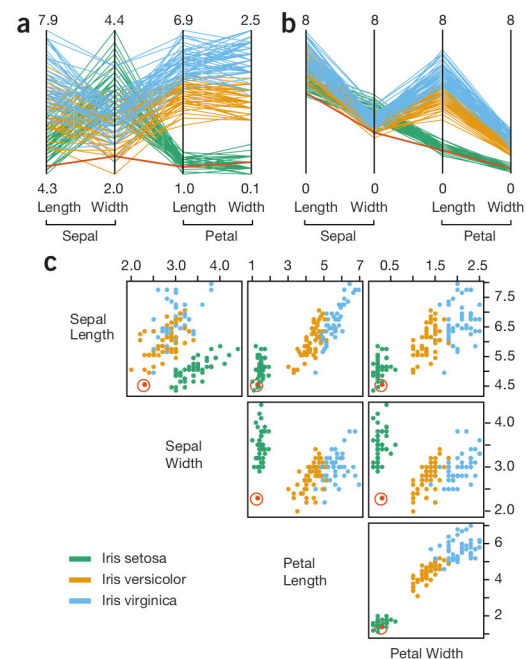 a
7.9 4.4 6.9 2.5
4.3 2.0 1.0 0.1
Length Width Length Width
Sepal Petal
b
8 8 8 8
0 0 0 0
Length Width Length Width
Sepal Petal
c
2.0 3.0 4.0 1 3 5 7 0.5 1.5 2.5
Sepal
Length
7.5
6.5
5.5
4.5
Sepal
Width
4.0
3.0
2.0
Iris setosa
Iris versicolor
Iris virginica
Petal
Length
6
4
2
Petal Width